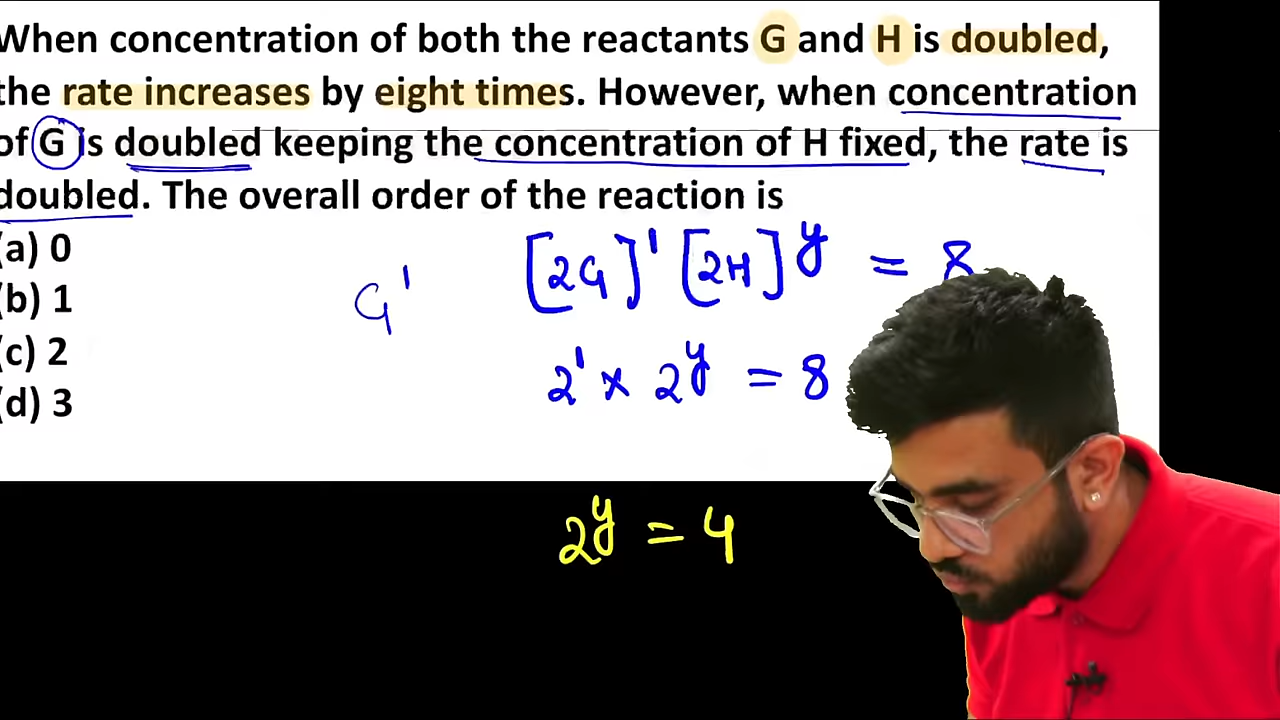 When concentration of both the reactants G and H is doubled,
the rate increases by eight times. However, when concentration
of G is doubled keeping the concentration of H fixed, the rate is
doubled. The overall order of the reaction is
(a) 0
(b) 1
(c) 2
(d) 3
G¹
[2G]¹ [2H]^y = 8
2¹ × 2^y = 8
2^y = 4